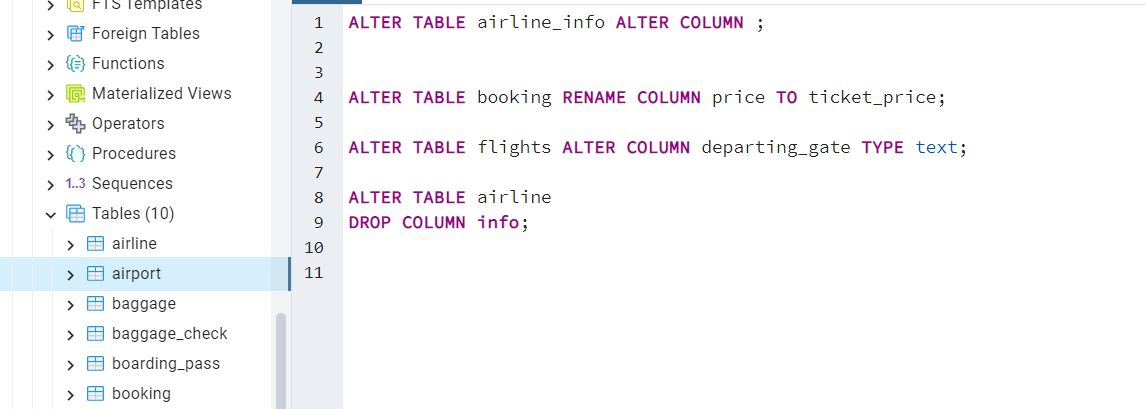 FTS Templates
Foreign Tables
Functions
Materialized Views
Operators
Procedures
1..3 Sequences
Tables (10)
airline
airport
baggage
baggage_check
boarding_pass
booking
1 ALTER TABLE airline_info ALTER COLUMN ;
2
3
4 ALTER TABLE booking RENAME COLUMN price TO ticket_price;
5
6 ALTER TABLE flights ALTER COLUMN departing_gate TYPE text;
7
8 ALTER TABLE airline
9 DROP COLUMN info;
10
11